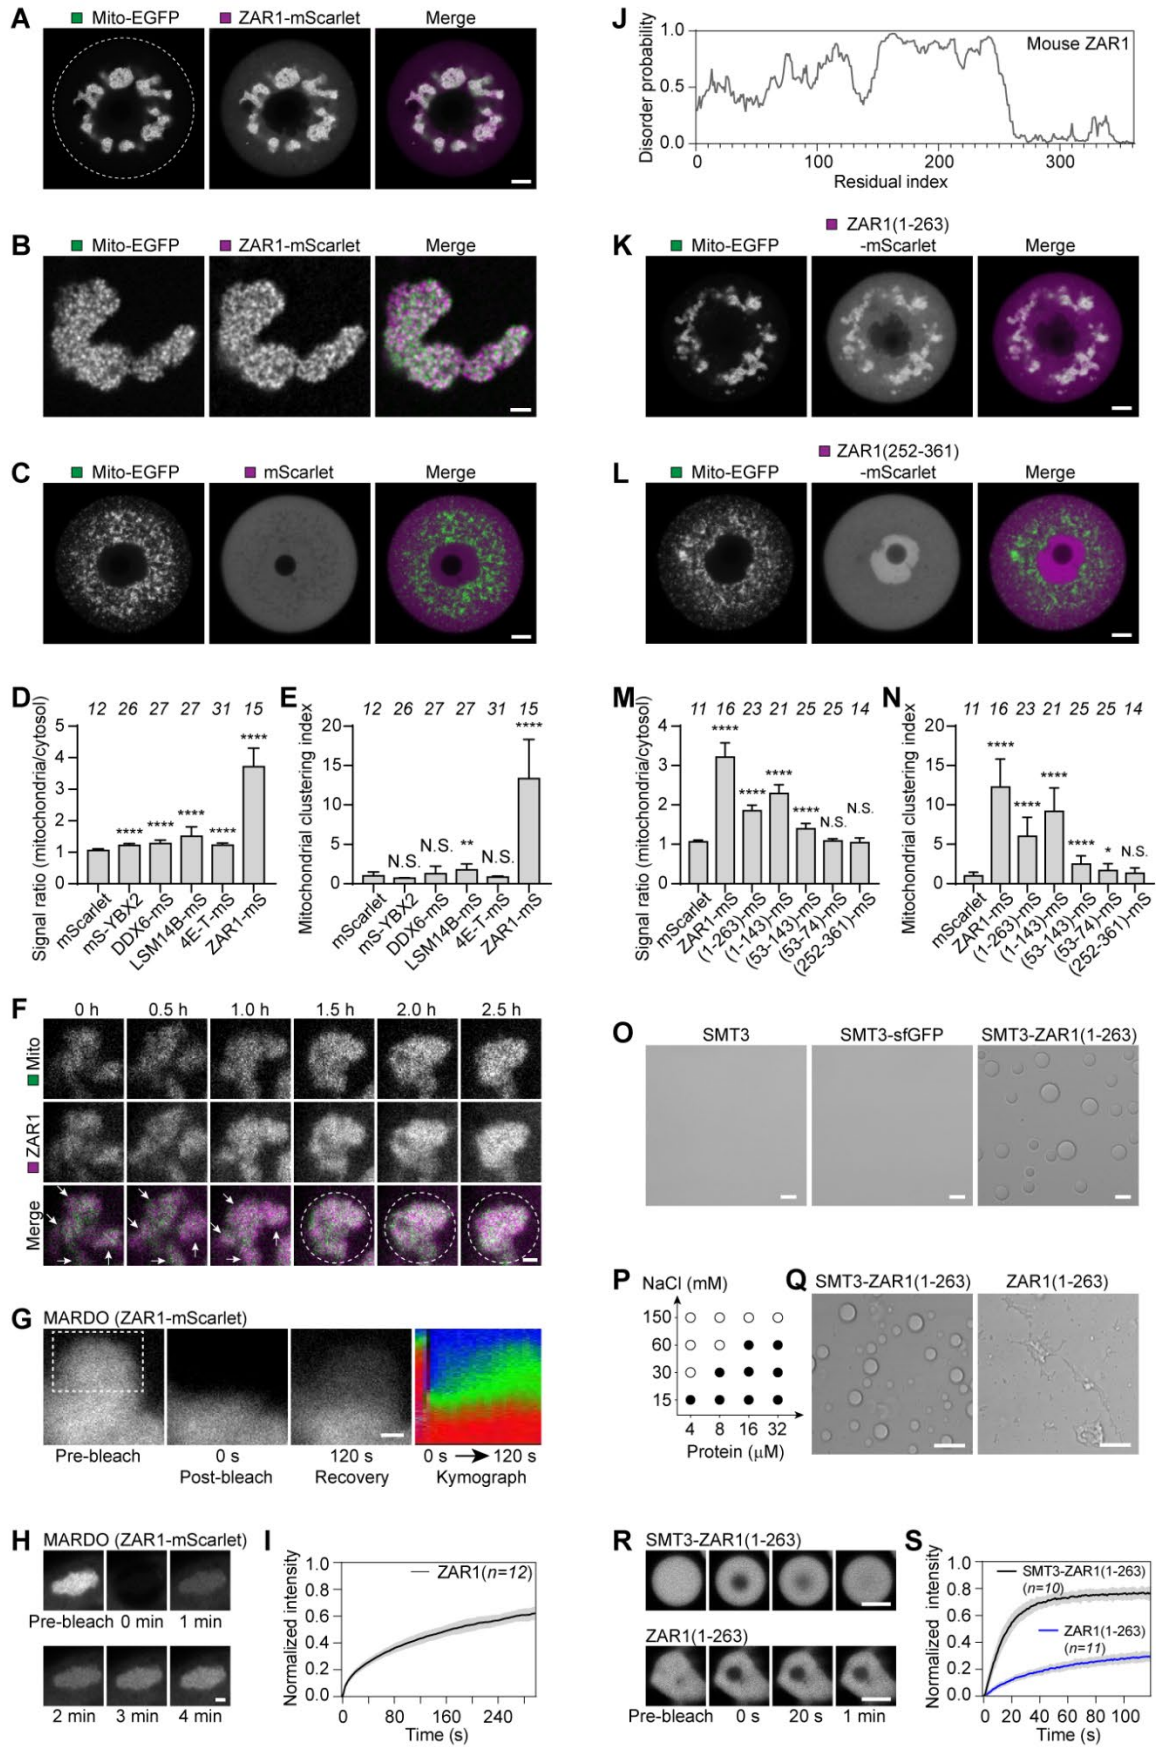 A
Mito-EGFP
ZAR1-mScarlet
Merge
B
Mito-EGFP
ZAR1-mScarlet
Merge
C
Mito-EGFP
mScarlet
Merge
D
12 26 27 27 31 15
Signal ratio (mitochondria/cytosol)
5
4
3
2
1
0
**** **** **** **** ****
mScarlet
mS-YBX2
DDX6-mS
LSM14B-mS
4E-T-mS
ZAR1-mS
E
12 26 27 27 31 15
Mitochondrial clustering index
20
15
10
5
0
N.S. N.S. ** N.S. ****
mScarlet
mS-YBX2
DDX6-mS
LSM14B-mS
4E-T-mS
ZAR1-mS
F
0 h 0.5 h 1.0 h 1.5 h 2.0 h 2.5 h
Mito
ZAR1
Merge
G
MARDO (ZAR1-mScarlet)
Pre-bleach
0 s
Post-bleach
120 s
Recovery
0 s 120 s
Kymograph
H
MARDO (ZAR1-mScarlet)
Pre-bleach 0 min 1 min
2 min 3 min 4 min
I
Normalized intensity
1.0
0.8
0.6
0.4
0.2
0.0
ZAR1(n=12)
0 80 160 240
Time (s)
J
Disorder probability
1.0
0.5
0.0
Mouse ZAR1
0 100 200 300
Residual index
K
Mito-EGFP
ZAR1(1-263)
-mScarlet
Merge
L
Mito-EGFP
ZAR1(252-361)
-mScarlet
Merge
M
11 16 23 21 25 25 14
Signal ratio (mitochondria/cytosol)
4
3
2
1
0
**** **** **** **** N.S. N.S.
mScarlet
ZAR1-mS
(1-263)-mS
(1-143)-mS
(53-143)-mS
(53-74)-mS
(252-361)-mS
N
11 16 23 21 25 25 14
Mitochondrial clustering index
20
15
10
5
0
**** **** **** **** * N.S.
mScarlet
ZAR1-mS
(1-263)-mS
(1-143)-mS
(53-143)-mS
(53-74)-mS
(252-361)-mS
O
SMT3
SMT3-sfGFP
SMT3-ZAR1(1-263)
P
NaCl (mM)
150
60
30
15
4 8 16 32
Protein (µM)
Q
SMT3-ZAR1(1-263)
ZAR1(1-263)
R
SMT3-ZAR1(1-263)
ZAR1(1-263)
Pre-bleach 0 s 20 s 1 min
S
Normalized intensity
1.0
0.8
0.6
0.4
0.2
0.0
SMT3-ZAR1(1-263)
(n=10)
ZAR1(1-263)
(n=11)
0 20 40 60 80 100
Time (s)